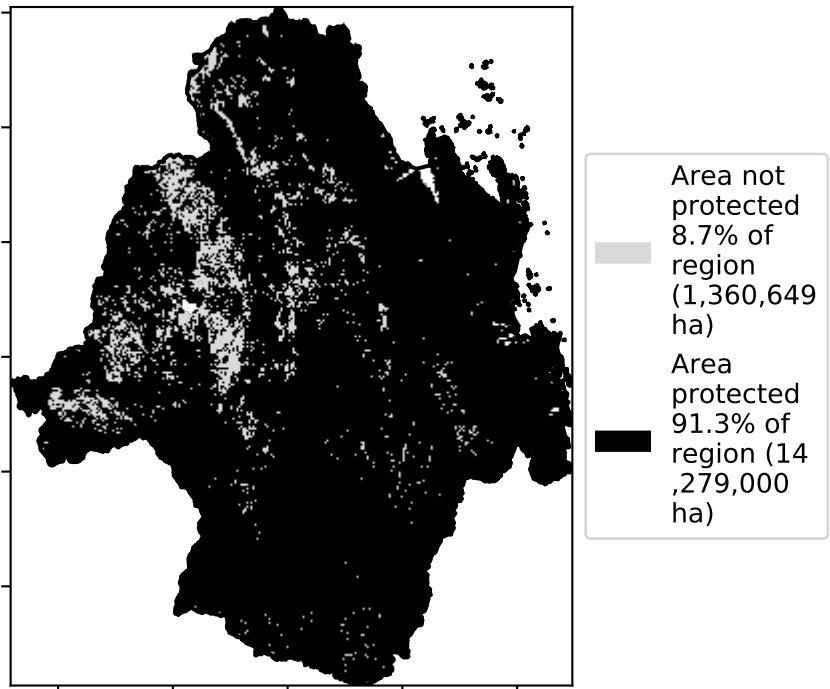 Area not
protected
8.7% of
region
(1,360,649
ha)
Area
protected
91.3% of
region (14
,279,000
ha)